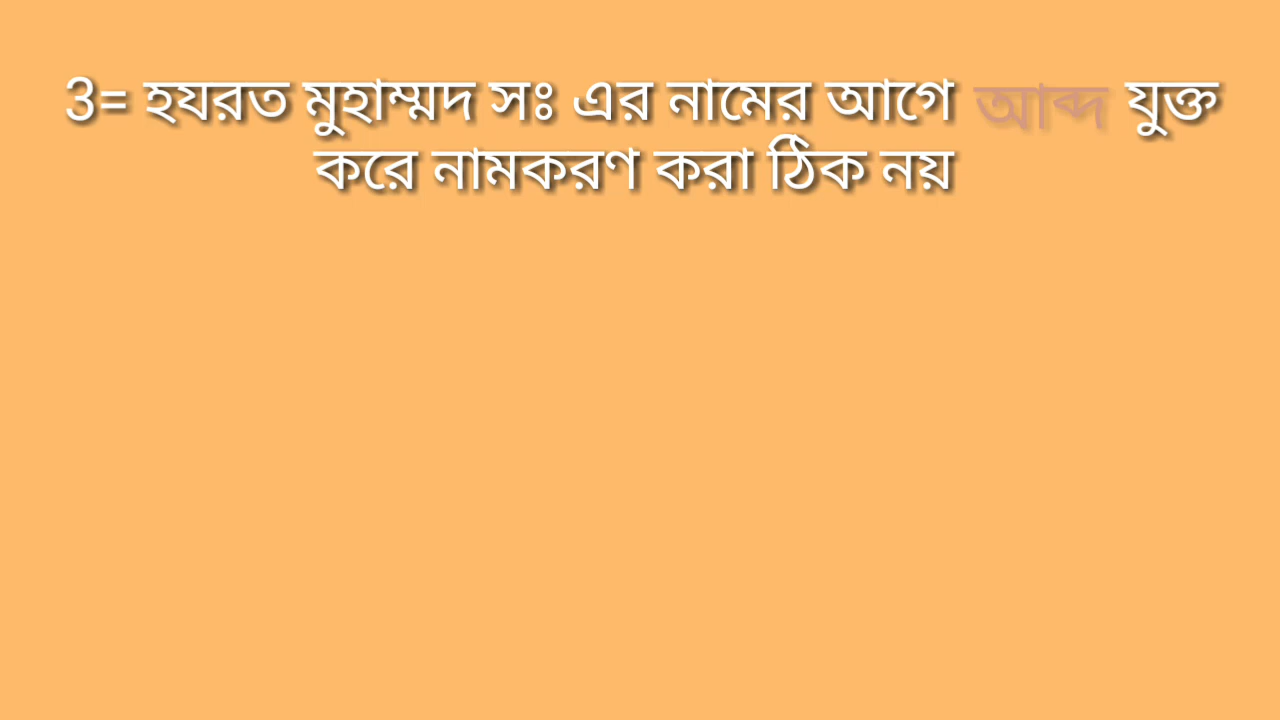 3= হযরত মুহাম্মদ সঃ এর নামের আগে আব্দ যুক্ত
করে নামকরণ করা ঠিক নয়